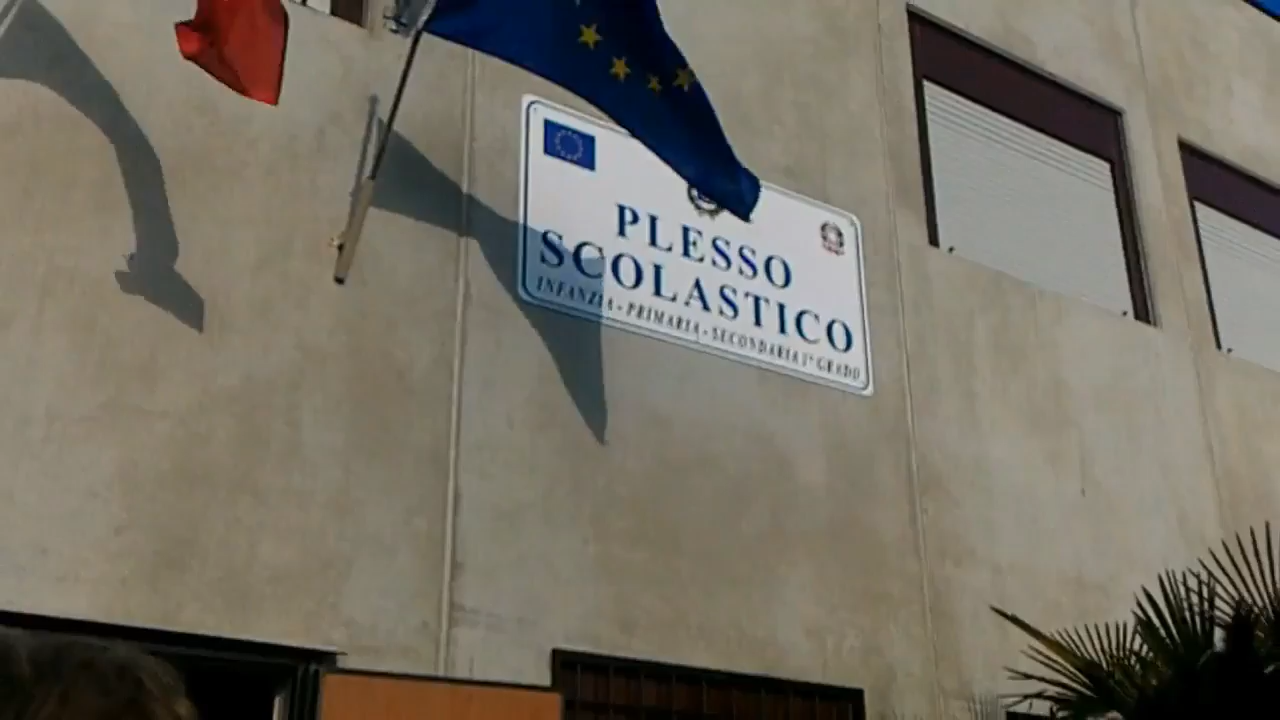 PLESSO
SCOLASTICO
INFANZIA - PRIMARIA - SECONDARIA 1° GRADO